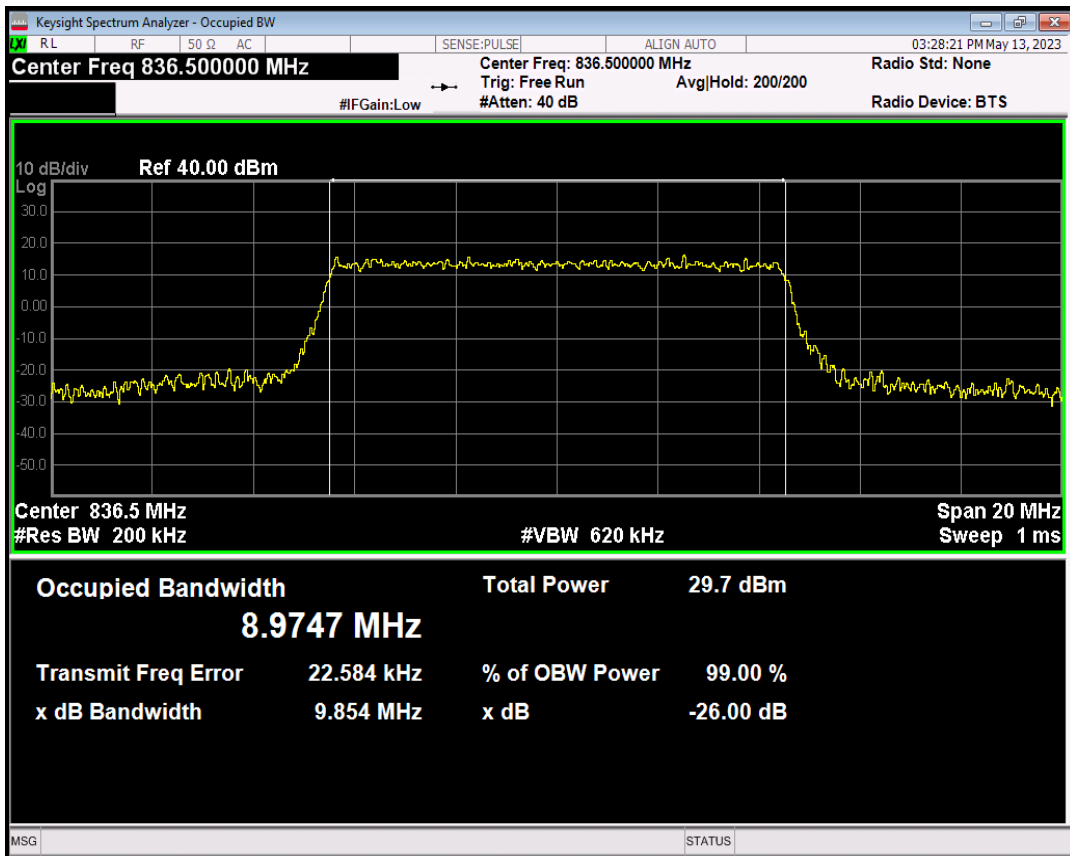 Keysight Spectrum Analyzer - Occupied BW
LXI RL RF 50 Ω AC SENSE:PULSE ALIGN AUTO 03:28:21 PM May 13, 2023
Center Freq 836.500000 MHz Center Freq: 836.500000 MHz Radio Std: None
Trig: Free Run Avg|Hold: 200/200
#IFGain:Low #Atten: 40 dB Radio Device: BTS
10 dB/div Ref 40.00 dBm
Log
30.0
20.0
10.0
0.00
-10.0
-20.0
-30.0
-40.0
-50.0
Center 836.5 MHz Span 20 MHz
#Res BW 200 kHz #VBW 620 kHz Sweep 1 ms
Occupied Bandwidth Total Power 29.7 dBm
8.9747 MHz
Transmit Freq Error 22.584 kHz % of OBW Power 99.00 %
x dB Bandwidth 9.854 MHz x dB -26.00 dB
MSG STATUS